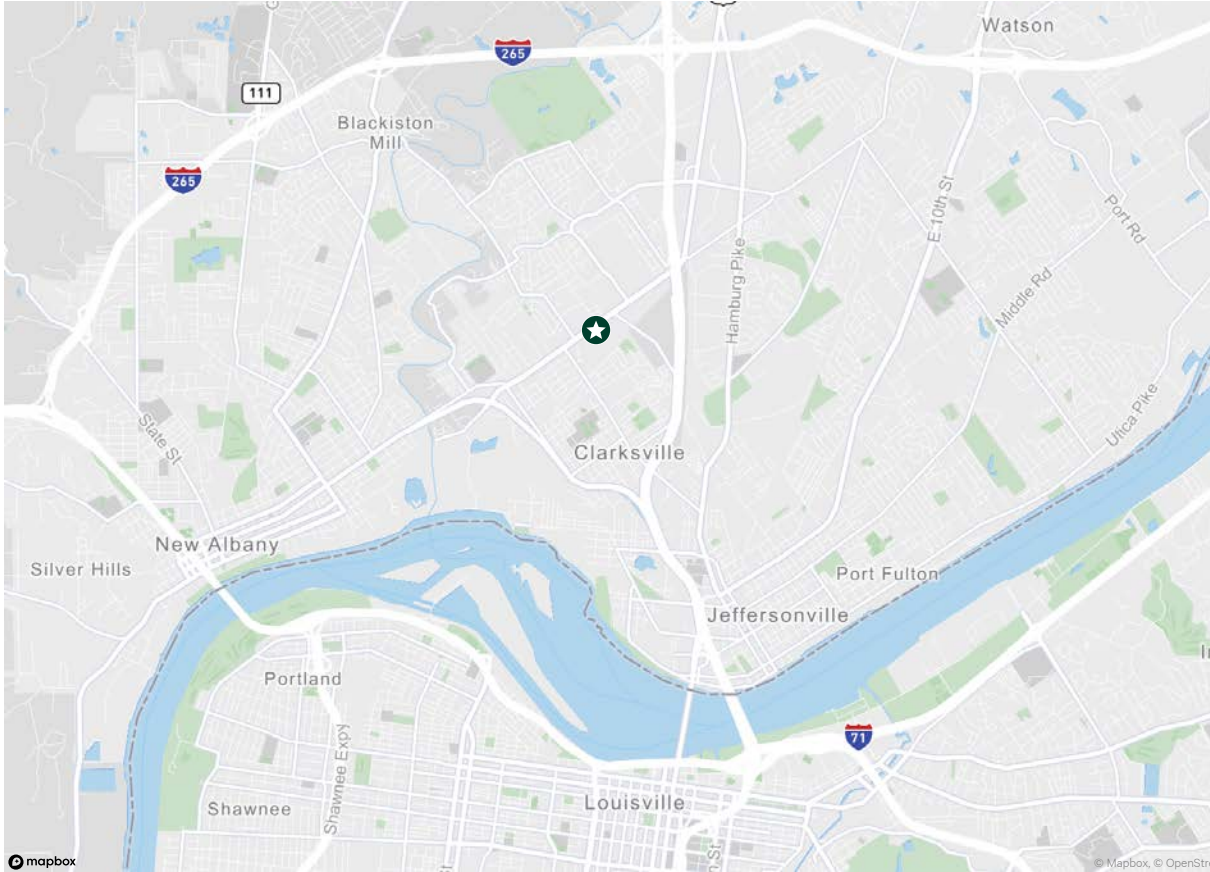 Watson
265
111
Blackiston
Mill
265
E 10th St
Port Rd
Hamburg Pike
Middle Rd
Utica Pike
State St
Clarksville
New Albany
Silver Hills
Port Fulton
Jeffersonville
Portland
71
Shawnee Expy
Louisville
Shawnee
mapbox
© Mapbox, © OpenStre